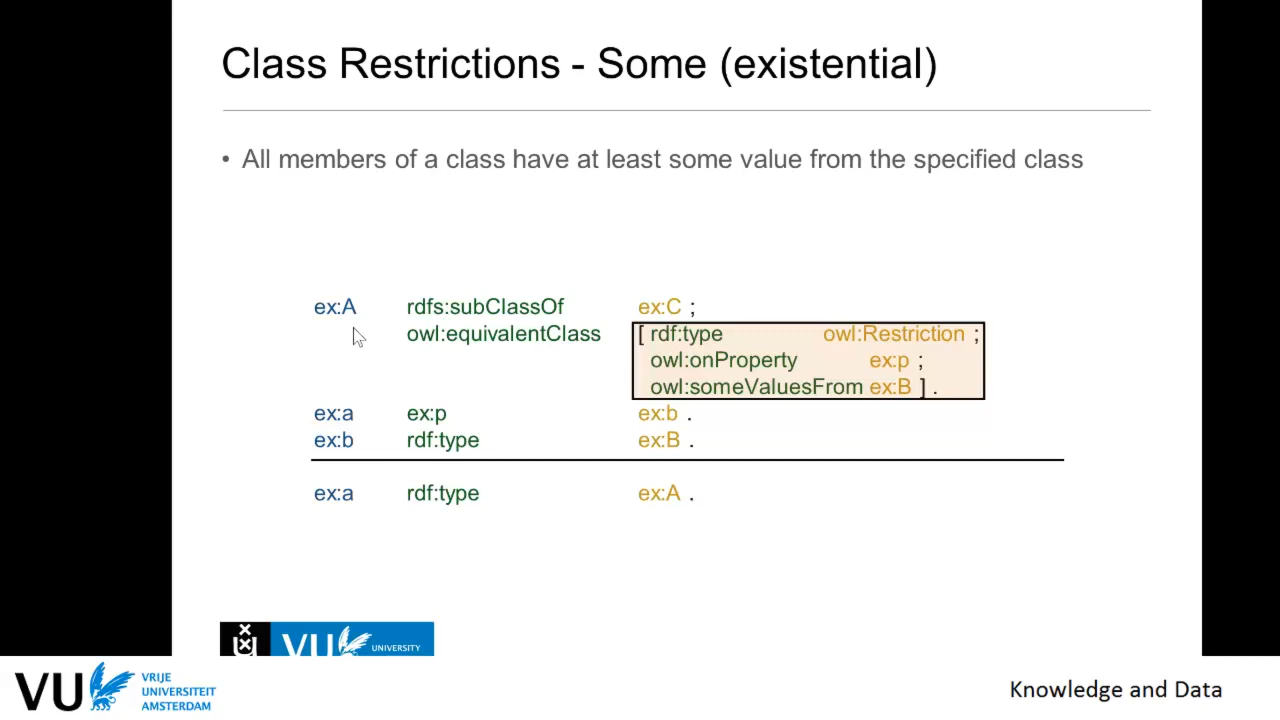 Class Restrictions - Some (existential)
• All members of a class have at least some value from the specified class
ex:A rdfs:subClassOf ex:C ;
owl:equivalentClass [ rdf:type owl:Restriction ;
owl:onProperty ex:p ;
owl:someValuesFrom ex:B ] .
ex:a ex:p ex:b .
ex:b rdf:type ex:B .
ex:a rdf:type ex:A .
VU UNIVERSITY
VU VRIJE
UNIVERSITEIT
AMSTERDAM
Knowledge and Data